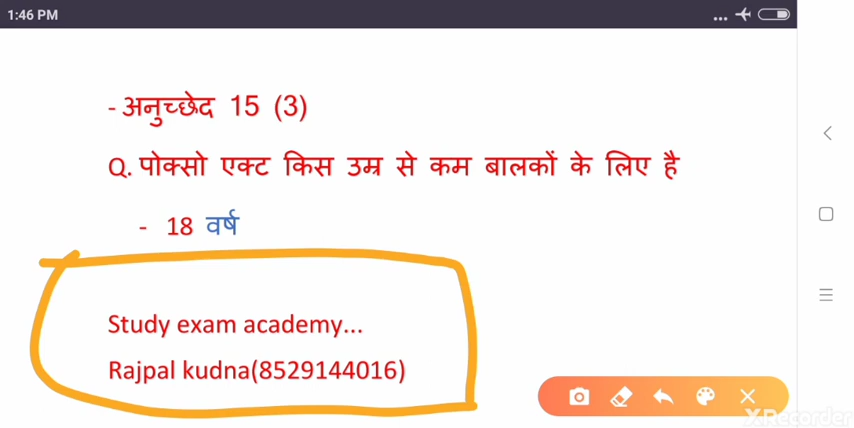 1:46 PM
- अनुच्छेद 15 (3)
Q. पोक्सो एक्ट किस उम्र से कम बालकों के लिए है
- 18 वर्ष
Study exam academy...
Rajpal kudna(8529144016)
XRecorder